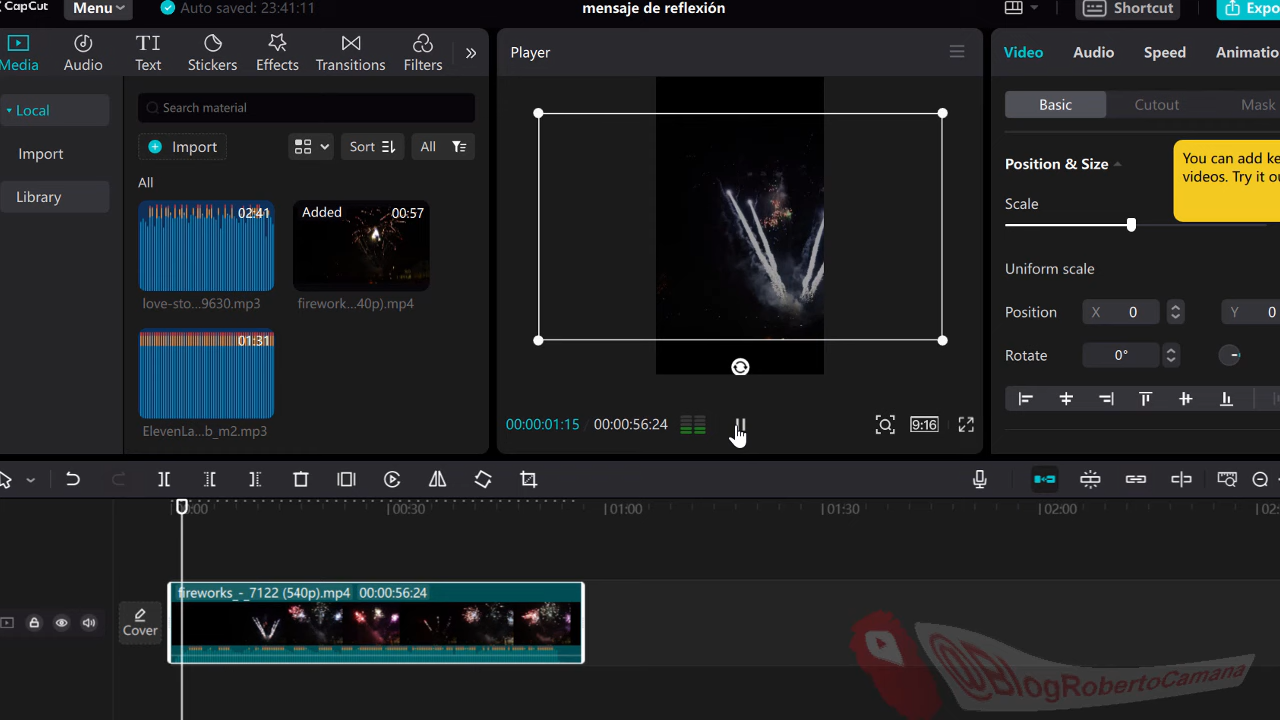 CapCut
Menu
Auto saved: 23:41:11
mensaje de reflexión
Shortcut
Expo
Media
Audio
Text
Stickers
Effects
Transitions
Filters
Local
Import
Library
Search material
Import
Sort
All
All
02:41
love-sto...9630.mp3
Added
00:57
firework...40p).mp4
01:31
ElevenLa...b_m2.mp3
Player
00:00:01:15 / 00:00:56:24
9:16
Video
Audio
Speed
Animatio
Basic
Cutout
Mask
Position & Size
You can add ke
videos. Try it ou
Scale
Uniform scale
Position
X 0
Y 0
Rotate
0°
00:30
01:00
01:30
02:00
Cover
fireworks_-_7122 (540p).mp4 00:00:56:24
@BlogRobertoCamana